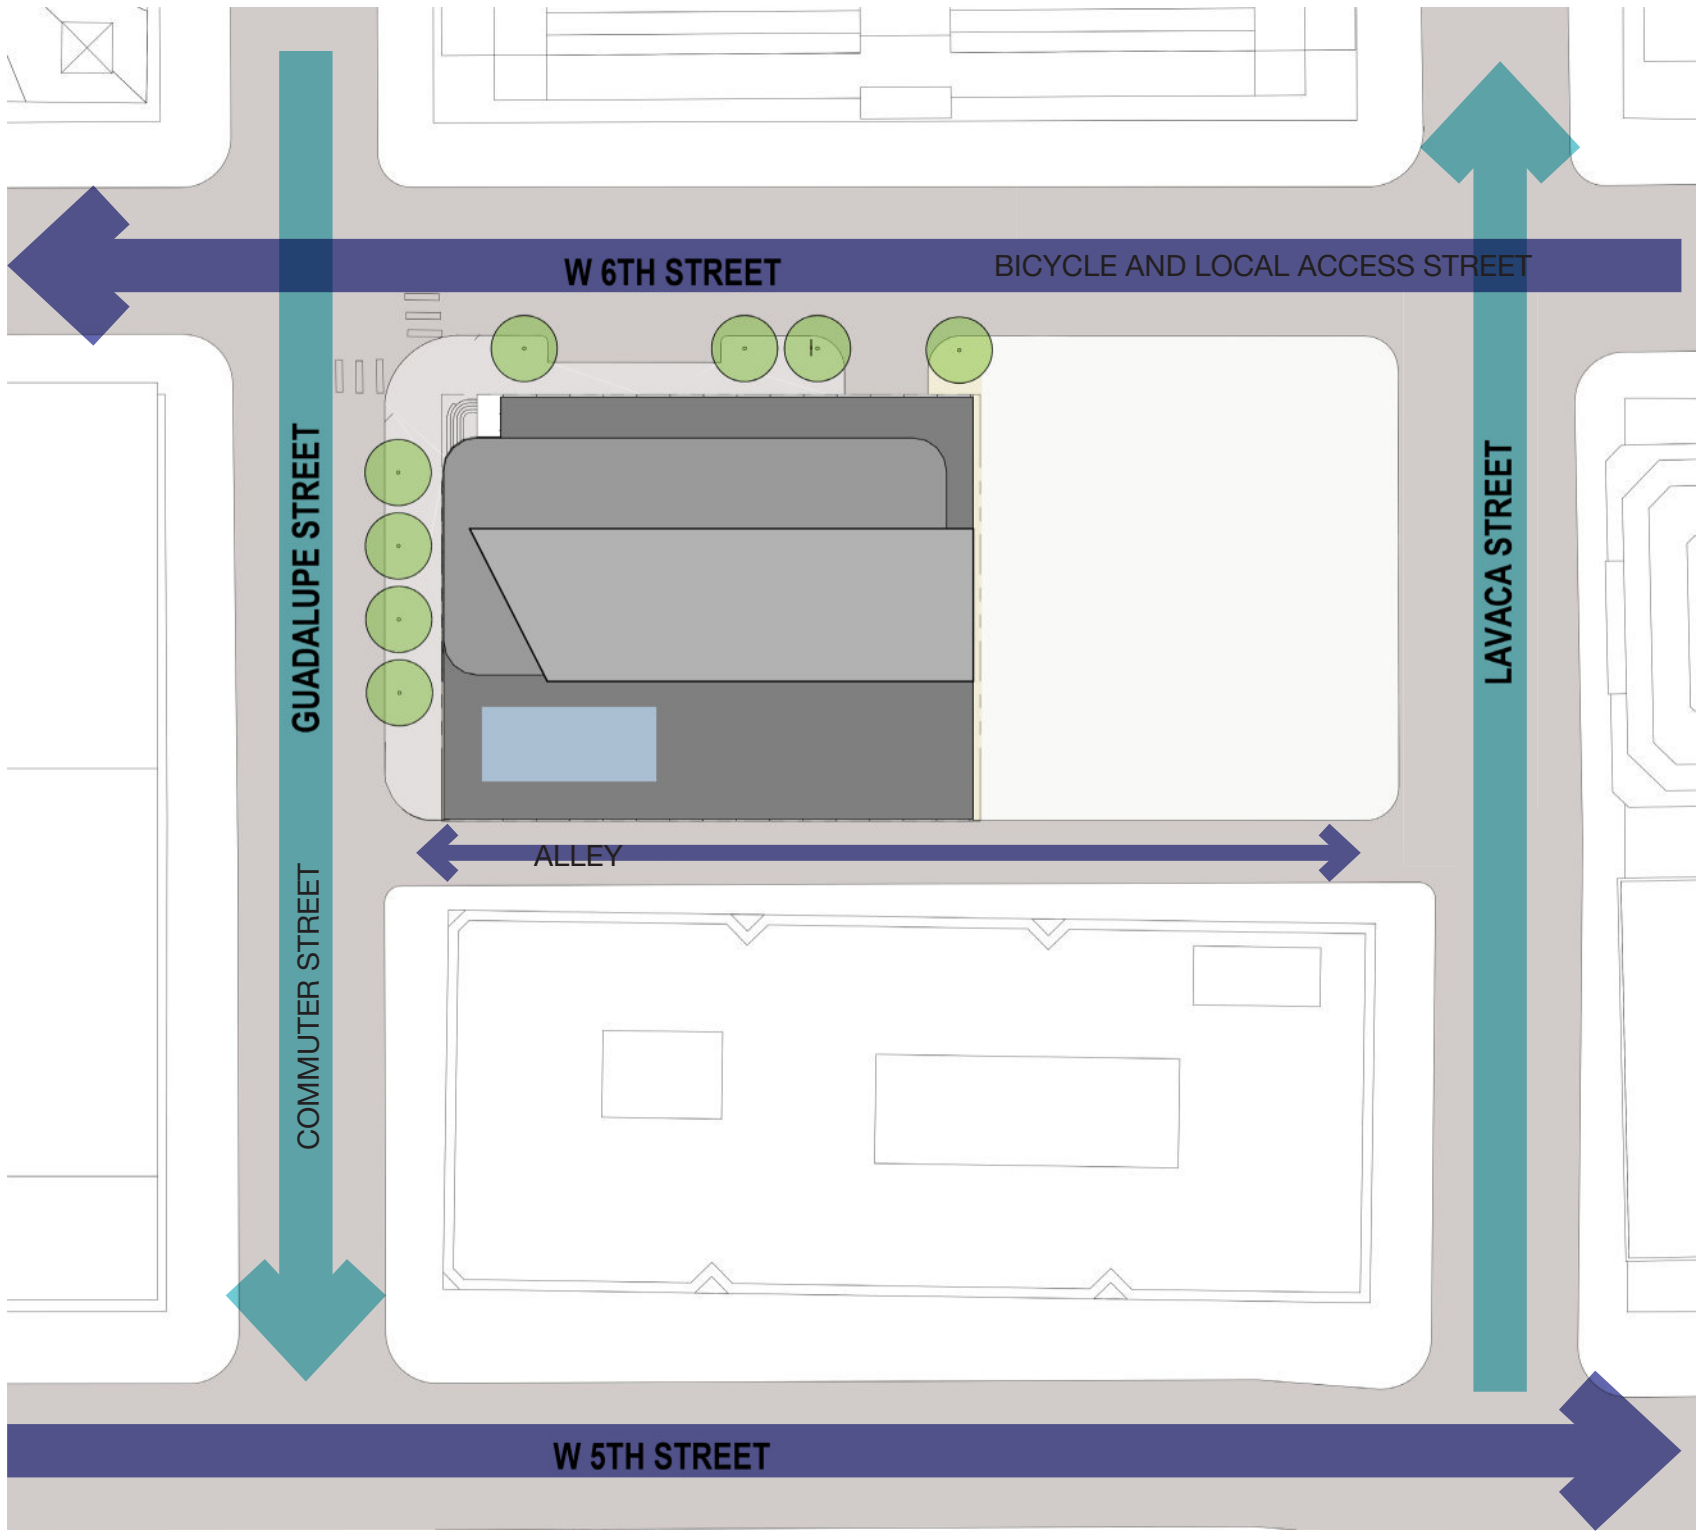 W 6TH STREET
BICYCLE AND LOCAL ACCESS STREET
GUADALUPE STREET
LAVACA STREET
ALLEY
COMMUTER STREET
W 5TH STREET